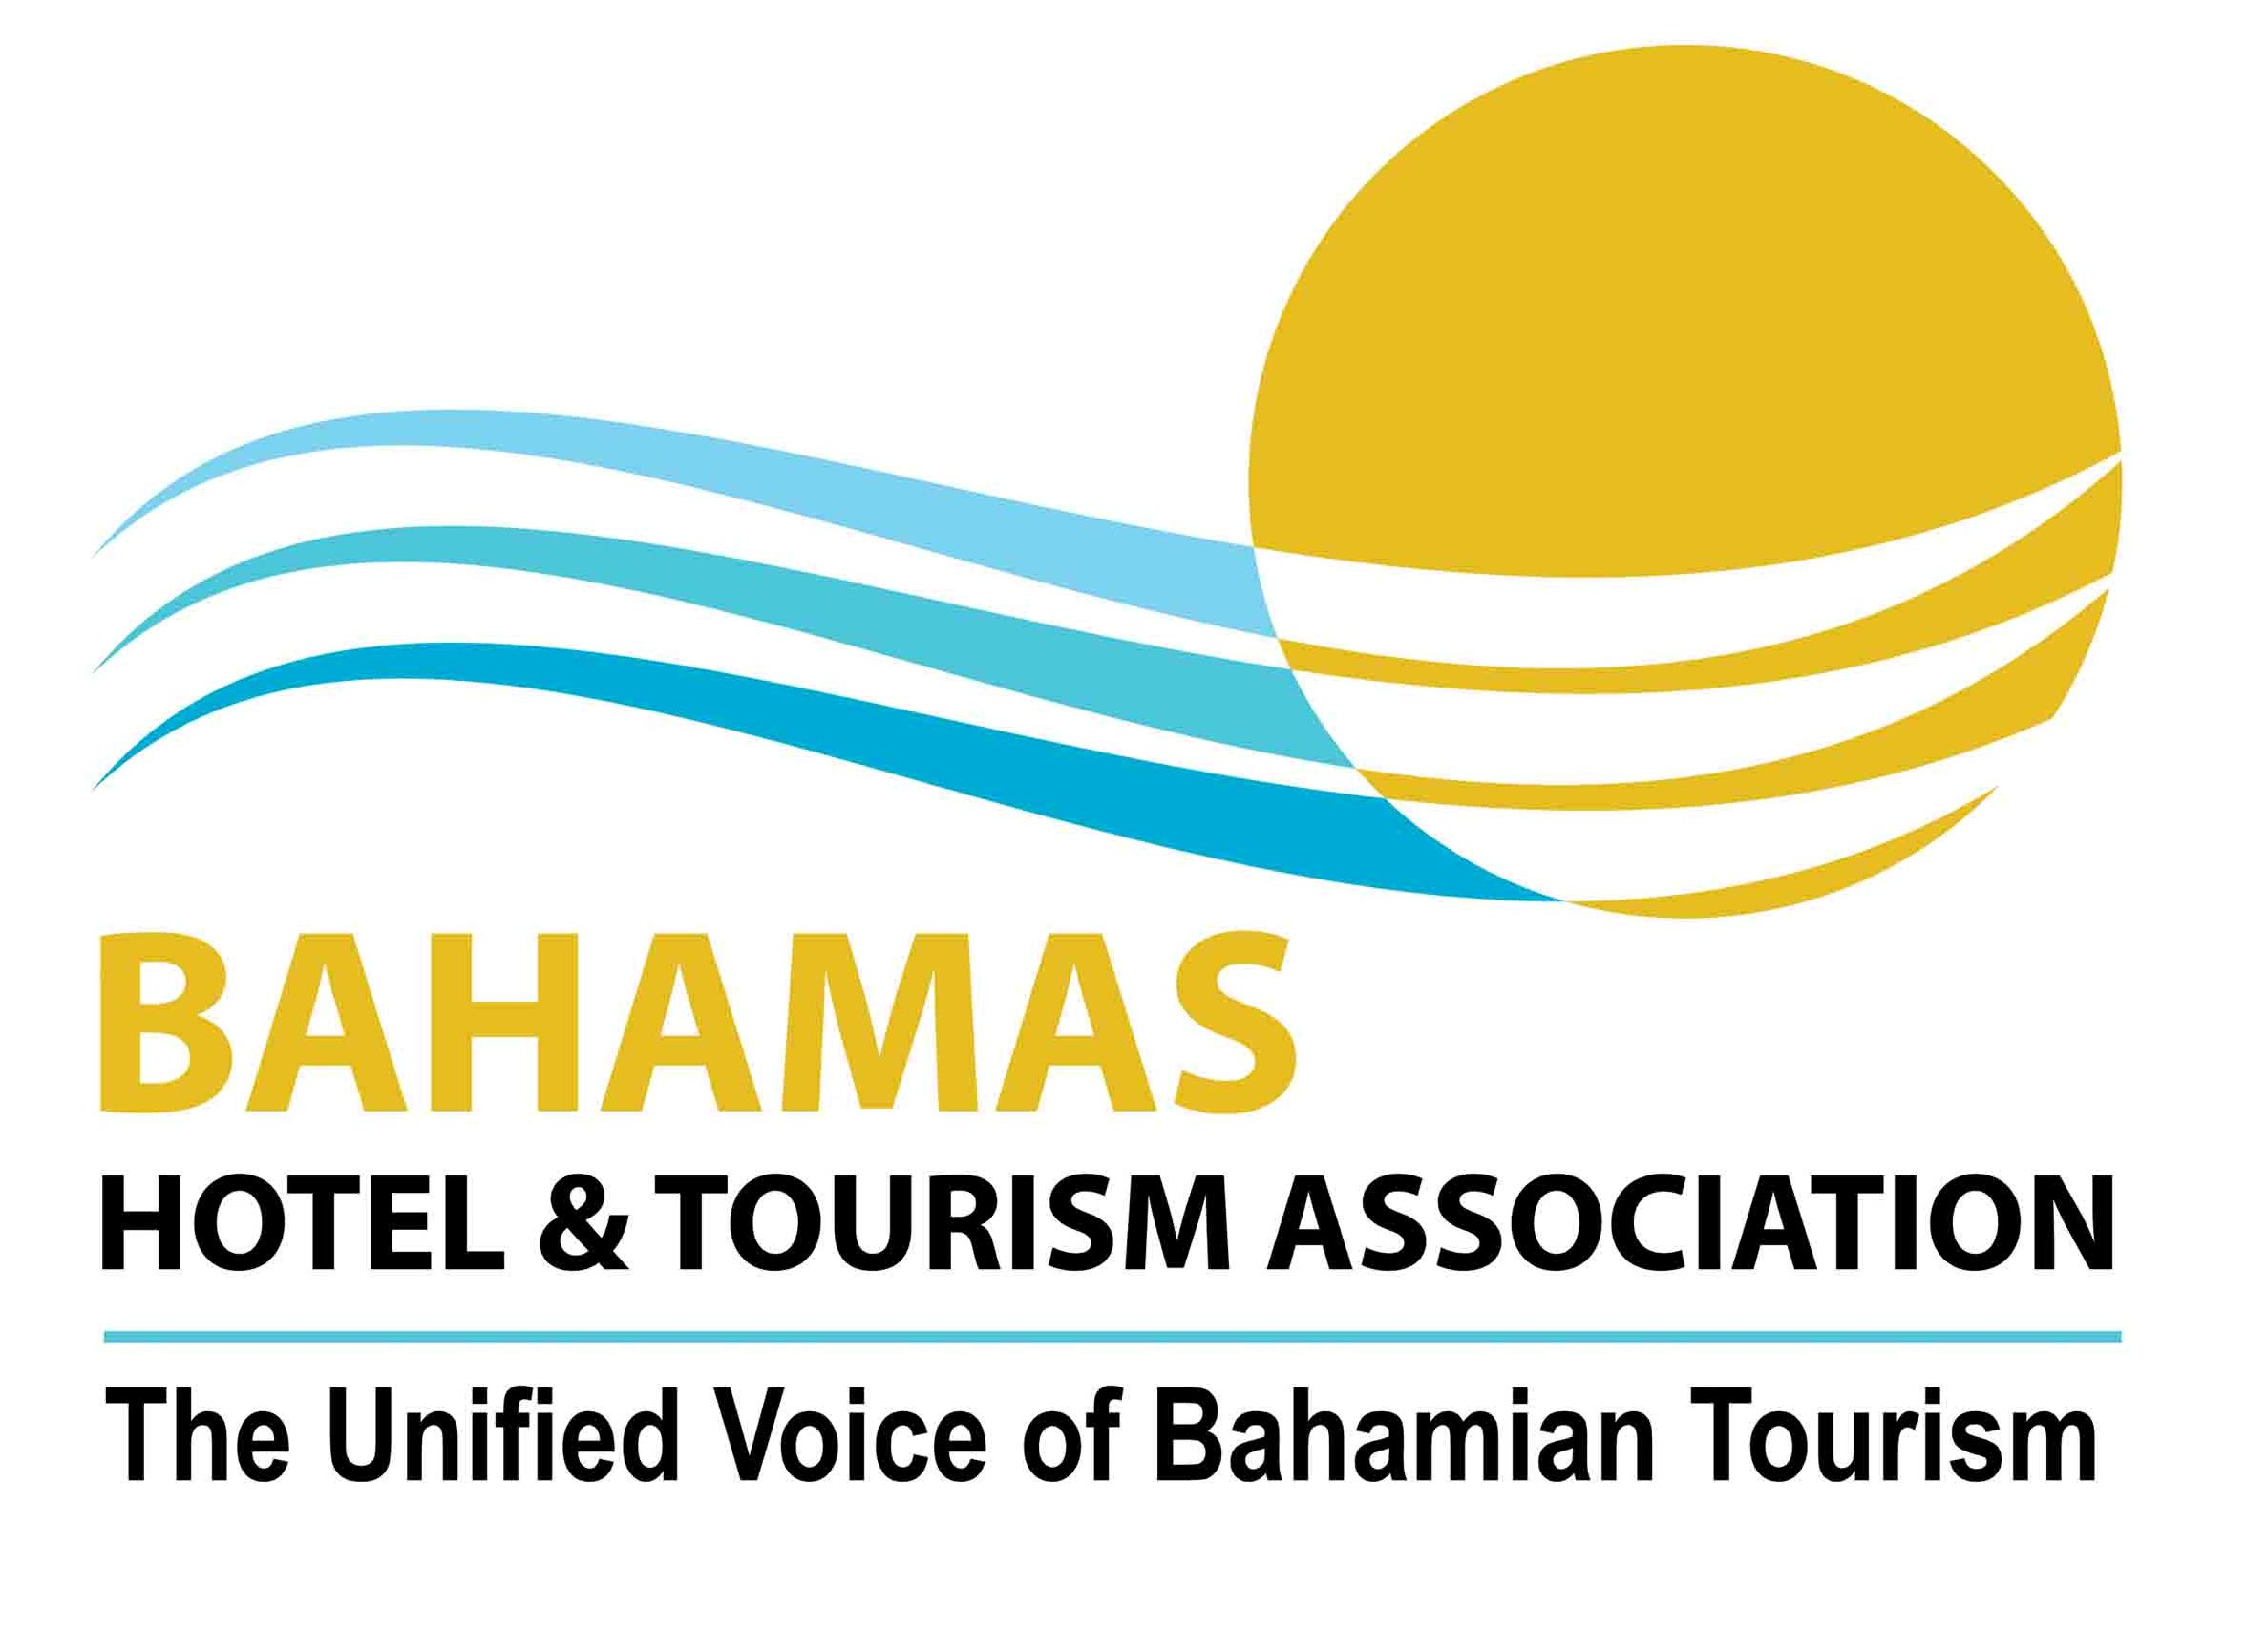 BAHAMAS
HOTEL & TOURISM ASSOCIATION
The Unified Voice of Bahamian Tourism